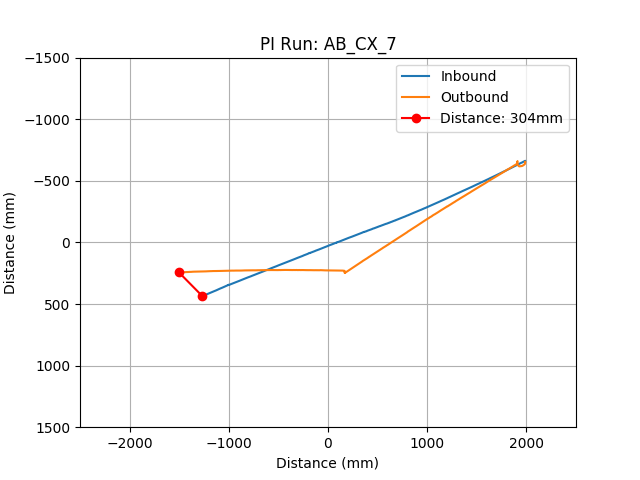 PI Run: AB_CX_7
Inbound
Outbound
Distance: 304mm
−1500
−1000
−500
0
500
1000
1500
Distance (mm)
−2000
−1000
0
1000
2000
Distance (mm)